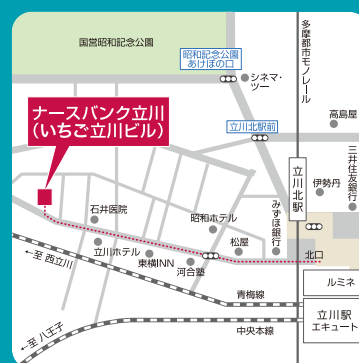 国営昭和記念公園
昭和記念公園
あけぼの口
シネマ・
ツー
多摩都市モノレール
高島屋
ナースバンク立川
(いちご立川ビル)
立川北駅前
三井住友銀行
伊勢丹
立川北駅
みずほ銀行
石井医院
昭和ホテル
立川ホテル
東横INN
河合塾
松屋
北口
←至 西立川
青梅線
ルミネ
中央本線
立川駅
エキュート
←至 八王子